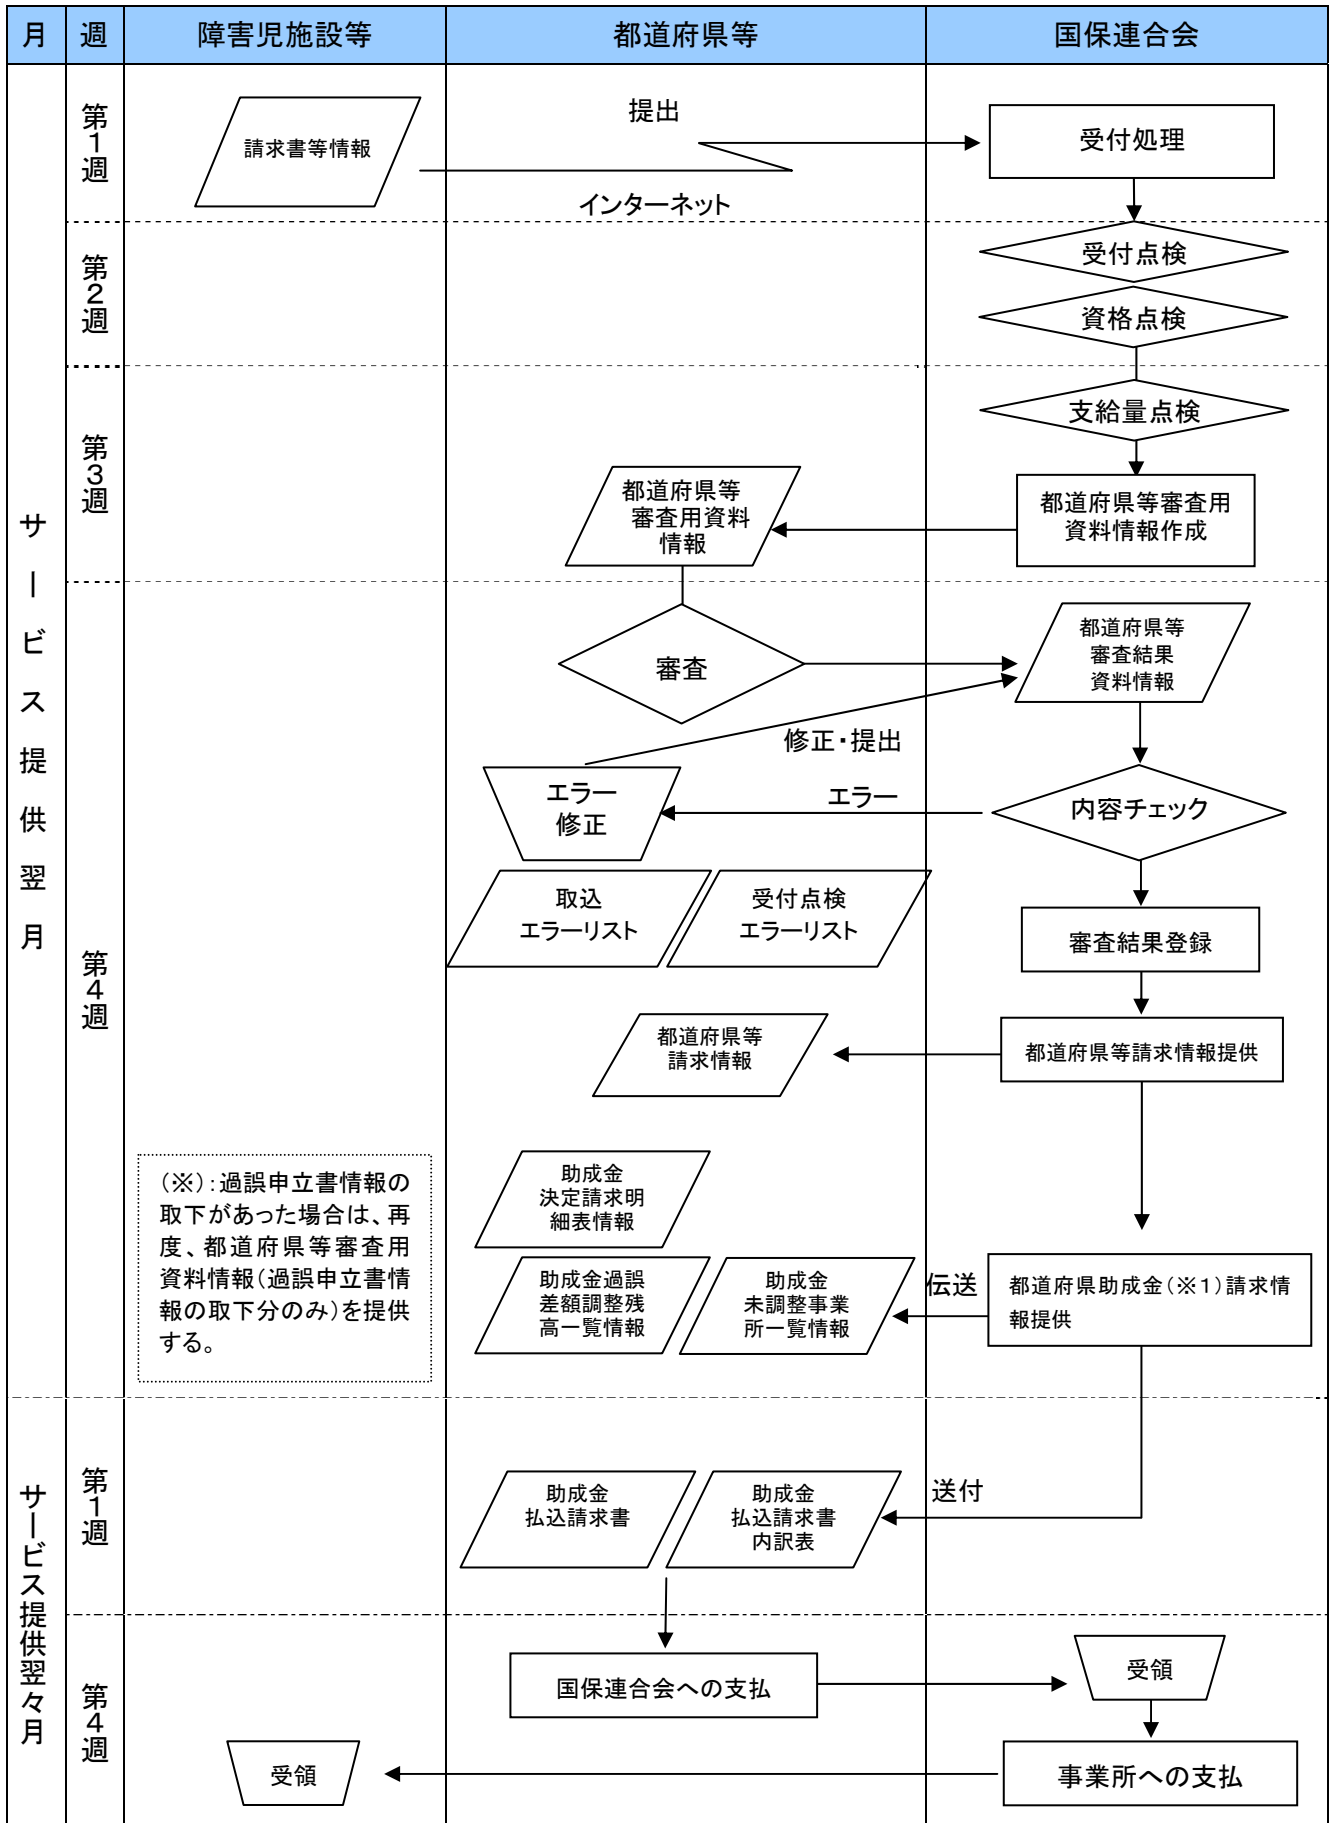 月 週 障害児施設等 都道府県等 国保連合会
サービス提供翌月
第1週
請求書等情報
提出
インターネット
受付処理
第2週
受付点検
資格点検
第3週
支給量点検
都道府県等審査用
資料情報作成
都道府県等
審査用資料
情報
第4週
審査
都道府県等
審査結果
資料情報
修正・提出
エラー
修正
エラー
内容チェック
取込
エラーリスト
受付点検
エラーリスト
審査結果登録
都道府県等請求情報提供
都道府県等
請求情報
(※):過誤申立書情報の
取下があった場合は、再
度、都道府県等審査用
資料情報(過誤申立書情
報の取下分のみ)を提供
する。
助成金
決定請求明
細表情報
助成金過誤
差額調整残
高一覧情報
助成金
未調整事業
所一覧情報
伝送
都道府県助成金(※1)請求情
報提供
サービス提供翌々月
第1週
助成金
払込請求書
助成金
払込請求書
内訳表
送付
第4週
国保連合会への支払
受領
事業所への支払
受領